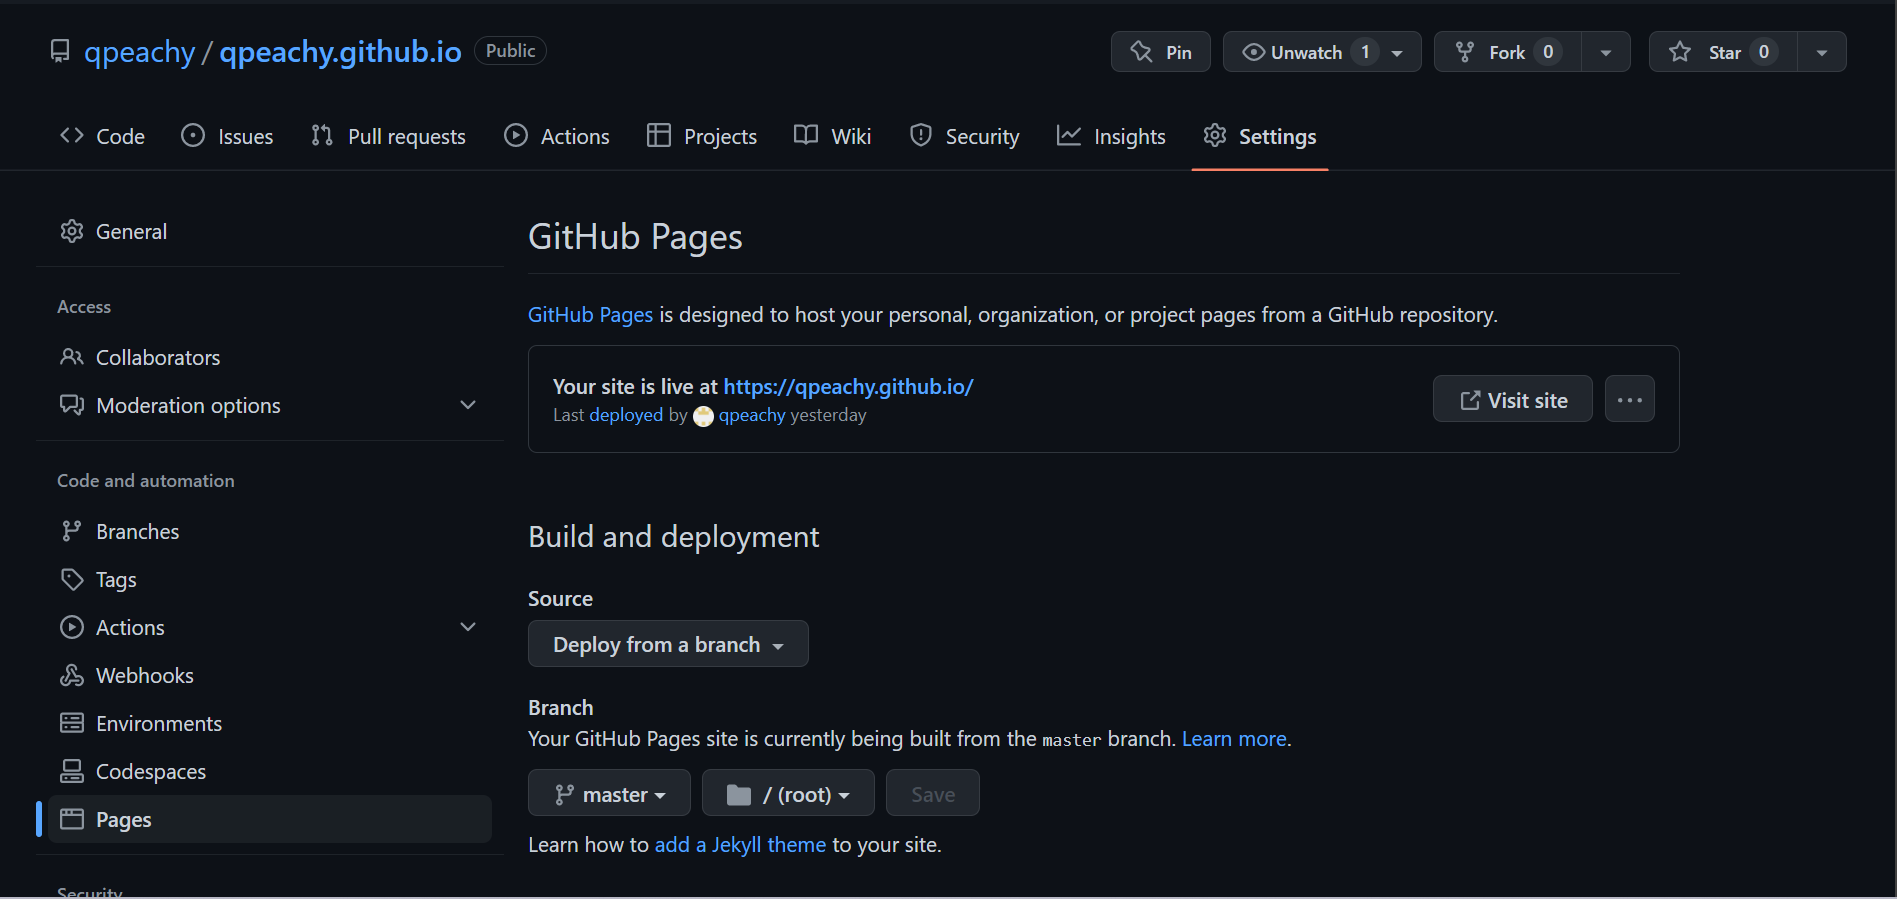 qpeachy / qpeachy.github.io Public
Pin
Unwatch 1
Fork 0
Star 0
Code
Issues
Pull requests
Actions
Projects
Wiki
Security
Insights
Settings
General
Access
Collaborators
Moderation options
Code and automation
Branches
Tags
Actions
Webhooks
Environments
Codespaces
Pages
Security
GitHub Pages
GitHub Pages is designed to host your personal, organization, or project pages from a GitHub repository.
Your site is live at https://qpeachy.github.io/
Last deployed by qpeachy yesterday
Visit site
Build and deployment
Source
Deploy from a branch
Branch
Your GitHub Pages site is currently being built from the master branch. Learn more.
master
/ (root)
Save
Learn how to add a Jekyll theme to your site.